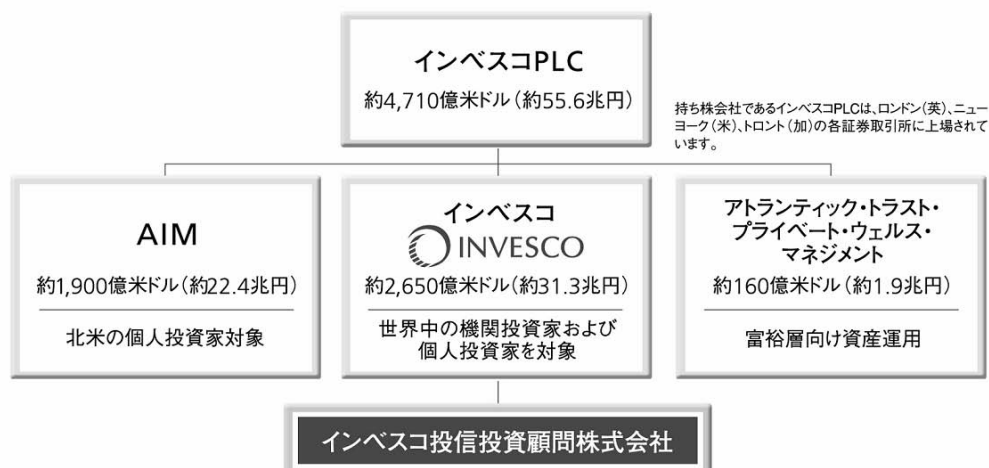 インベスコPLC
約4,710億米ドル（約55.6兆円）
持ち株会社であるインベスコPLCは、ロンドン（英）、ニュー
ヨーク（米）、トロント（加）の各証券取引所に上場されて
います。
AIM
約1,900億米ドル（約22.4兆円）
北米の個人投資家対象
インベスコ
INVESCO
約2,650億米ドル（約31.3兆円）
世界中の機関投資家および
個人投資家を対象
アトランティック・トラスト・
プライベート・ウェルス・
マネジメント
約160億米ドル（約1.9兆円）
富裕層向け資産運用
インベスコ投信投資顧問株式会社